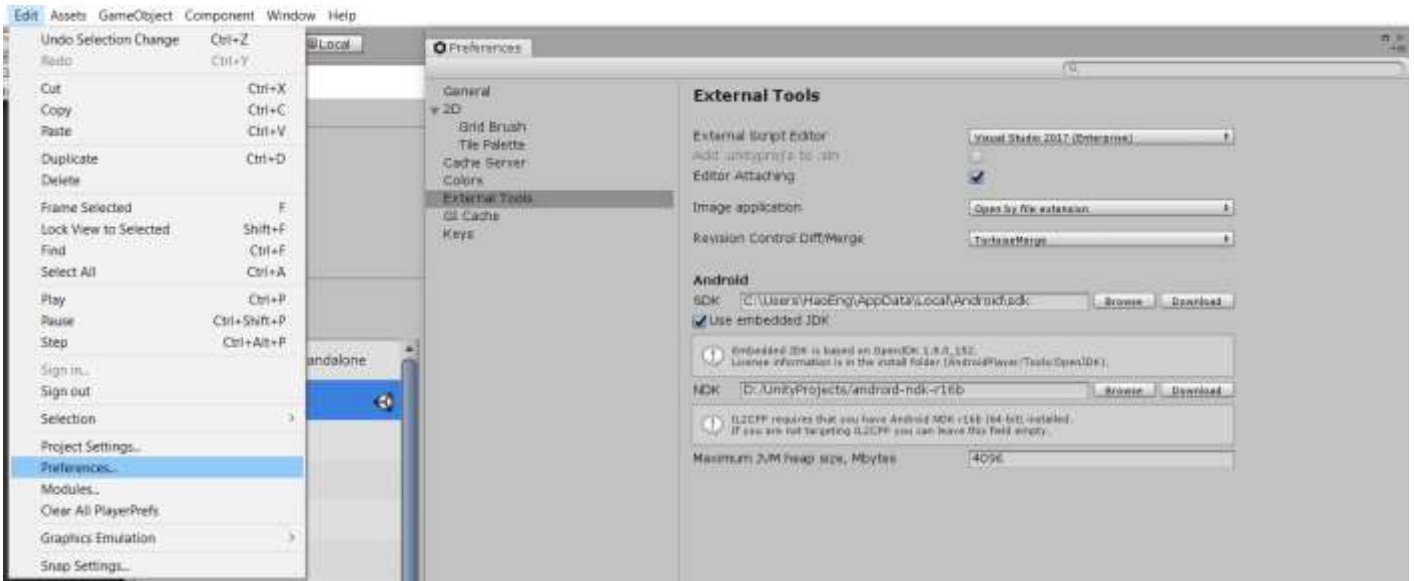 Edit Assets GameObject Component Window Help
Undo Selection Change Ctrl+Z
Redo Ctrl+Y
Cut Ctrl+X
Copy Ctrl+C
Paste Ctrl+V
Duplicate Ctrl+D
Delete
Frame Selected F
Lock View to Selected Shift+F
Find Ctrl+F
Select All Ctrl+A
Play Ctrl+P
Pause Ctrl+Shift+P
Step Ctrl+Alt+P
Sign in...
Sign out
Selection
Project Settings...
Preferences...
Modules...
Clear All PlayerPrefs
Graphics Emulation
Snap Settings...
Local
andalone
Preferences
General
2D
Grid Brush
Tile Palette
Cache Server
Colors
External Tools
GI Cache
Keys
External Tools
External Script Editor Visual Studio 2017 (Enterprise)
Add .unityproj's to .sln
Editor Attaching
Image application Open by file extension
Revision Control Diff/Merge TortoiseMerge
Android
SDK C:\Users\HaoEng\AppData\Local\Android\sdk Browse Download
Use embedded JDK
Embedded JDK is based on OpenJDK 1.8.0_152.
License information is in the install folder (AndroidPlayer/Tools/OpenJDK).
NDK D:/UnityProjects/android-ndk-r16b Browse Download
IL2CPP requires that you have Android NDK r16b (64-bit) installed.
If you are not targeting IL2CPP you can leave this field empty.
Maximum JVM heap size, Mbytes 4096